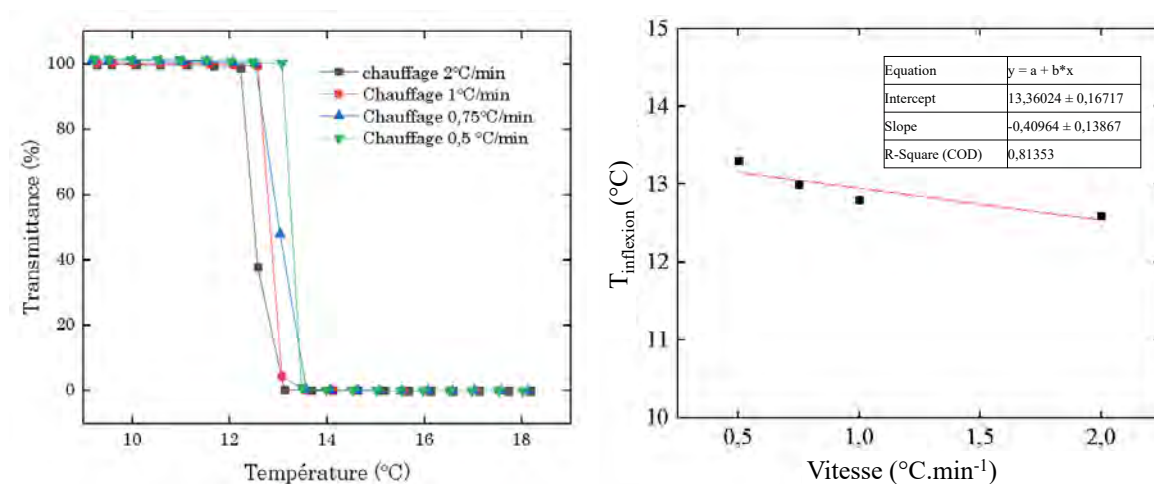 100
80
60
40
20
0
Transmittance (%)
chauffage 2°C/min
Chauffage 1°C/min
Chauffage 0,75°C/min
Chauffage 0,5 °C/min
10 12 14 16 18
Température (°C)
15
14
13
12
11
10
T inflexion (°C)
Equation y = a + b*x
Intercept 13,36024 ± 0,16717
Slope -0,40964 ± 0,13867
R-Square (COD) 0,81353
0,5 1,0 1,5 2,0
Vitesse (°C.min-1)